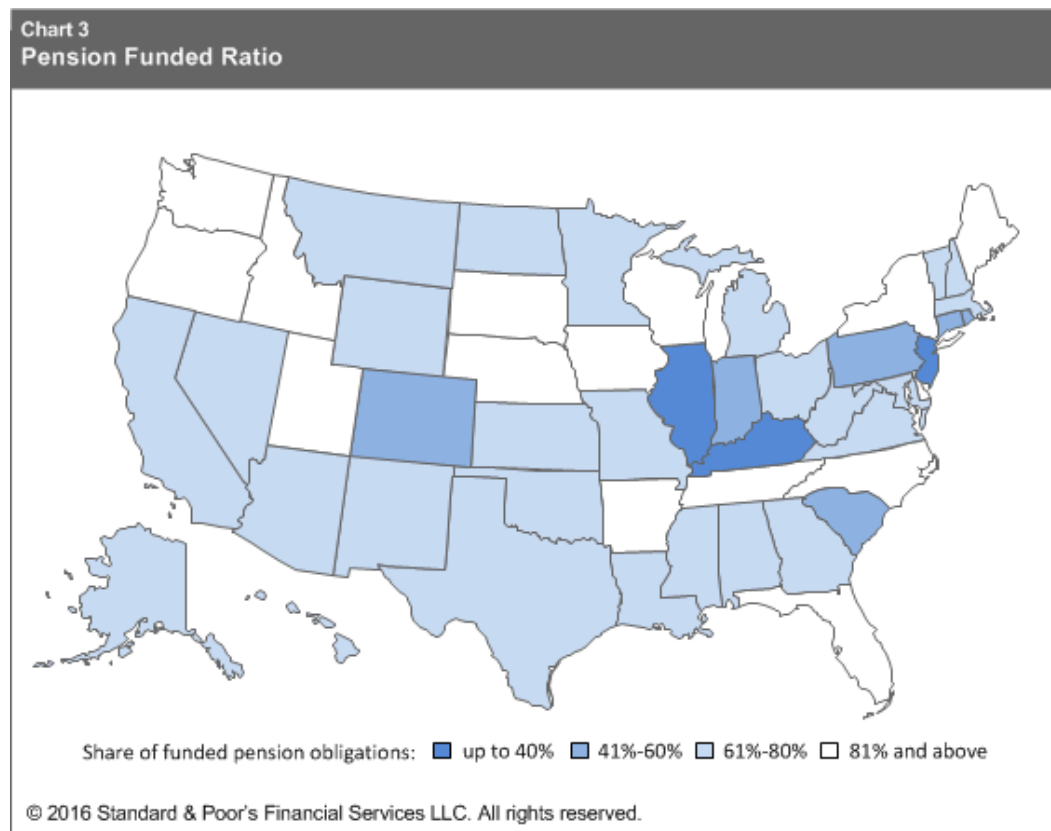 Chart 3
Pension Funded Ratio
Share of funded pension obligations: up to 40% 41%-60% 61%-80% 81% and above
© 2016 Standard & Poor's Financial Services LLC. All rights reserved.